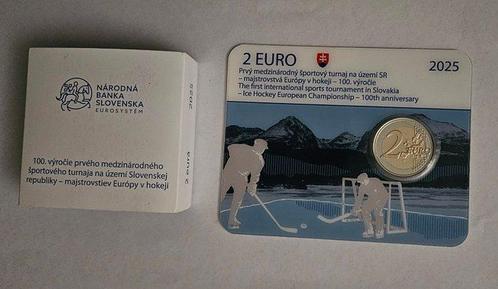 NÁRODNÁ
BANKA
SLOVENSKA
EUROSYSTÉM
100. výročie prvého medzinárodného
športového turnaja na území Slovenskej
republiky – majstrovstiev Európy v hokeji
2025
2 eurá
2 EURO
2025
Prvý medzinárodný športový turnaj na území SR
– majstrovstvá Európy v hokeji – 100. výročie
The first international sports tournament in Slovakia
– Ice Hockey European Championship – 100th anniversary
2 EURO